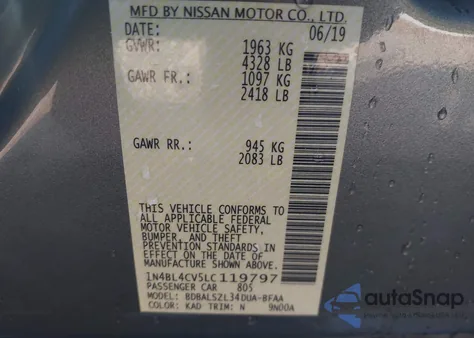 MFD BY NISSAN MOTOR CO., LTD.
DATE: 06/19
GVWR: 1963 KG
4328 LB
GAWR FR.: 1097 KG
2418 LB
GAWR RR.: 945 KG
2083 LB
THIS VEHICLE CONFORMS TO
ALL APPLICABLE FEDERAL
MOTOR VEHICLE SAFETY,
BUMPER, AND THEFT
PREVENTION STANDARDS IN
EFFECT ON THE DATE OF
MANUFACTURE SHOWN ABOVE.
1N4BL4CV5LC119797
PASSENGER CAR 805
MODEL: BDBALSZL34DUA-BFAA
COLOR: KAD TRIM: N 9N00A
autoSnap